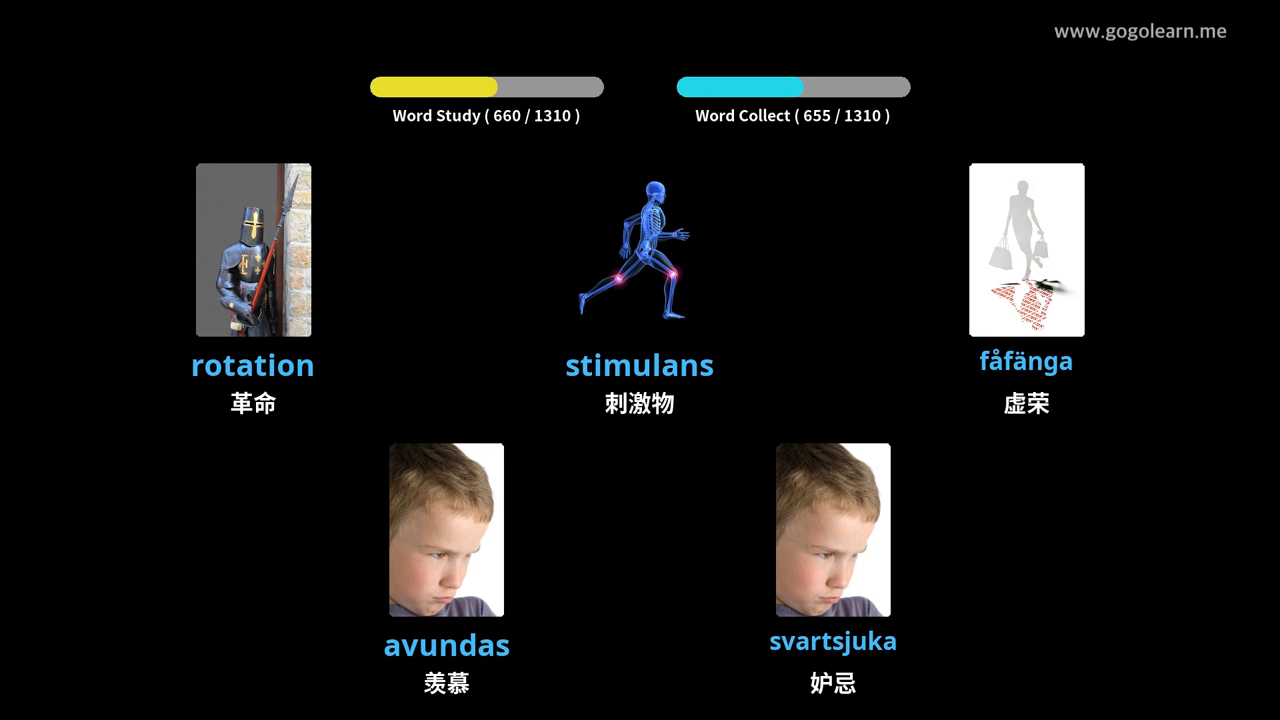 www.gogolearn.me
Word Study ( 660 / 1310 )
Word Collect ( 655 / 1310 )
rotation
革命
stimulans
刺激物
fåfänga
虚荣
avundas
羡慕
svartsjuka
妒忌